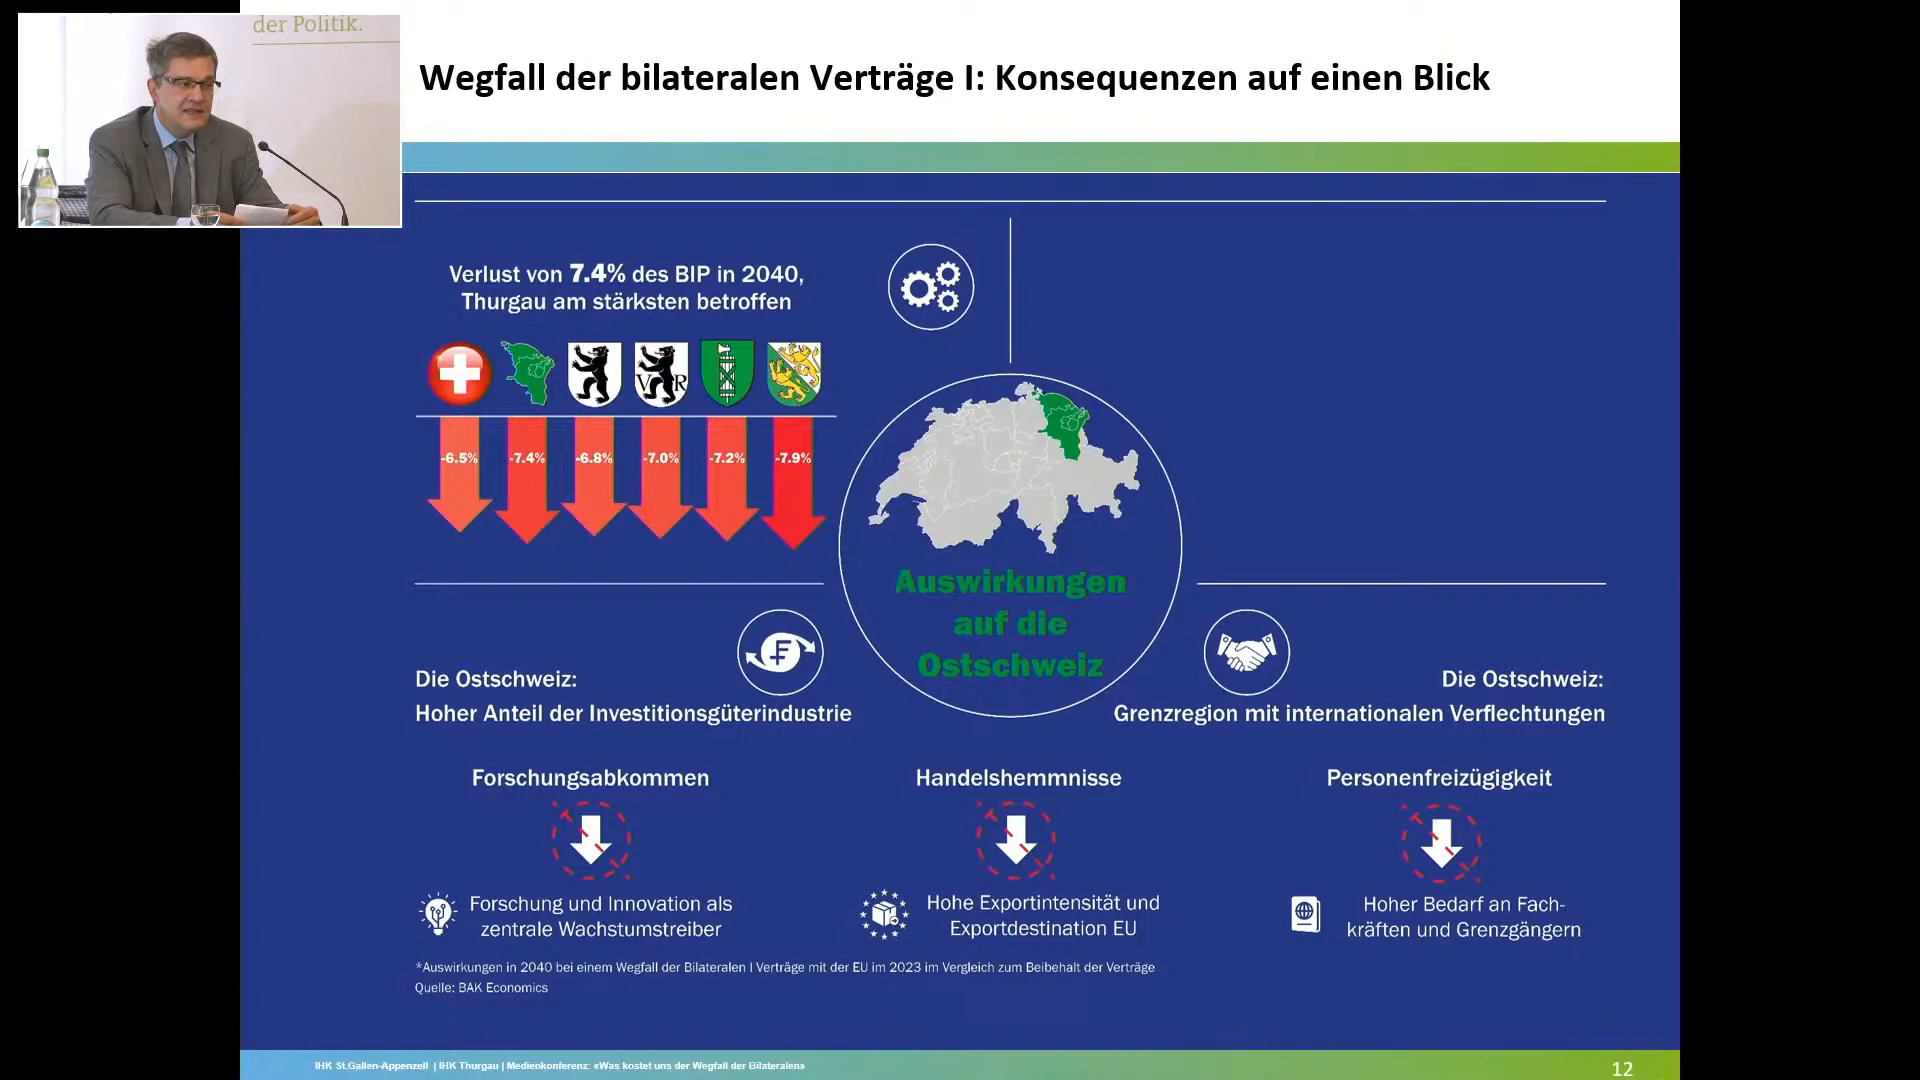 der Politik.
Wegfall der bilateralen Verträge I: Konsequenzen auf einen Blick
Verlust von 7.4% des BIP in 2040,
Thurgau am stärksten betroffen
VR
-6.5%
-7.4%
-6.8%
-7.0%
-7.2%
-7.9%
Auswirkungen
auf die
Ostschweiz
Die Ostschweiz:
Hoher Anteil der Investitionsgüterindustrie
Die Ostschweiz:
Grenzregion mit internationalen Verflechtungen
Forschungsabkommen
Handelshemmnisse
Personenfreizügigkeit
Forschung und Innovation als
zentrale Wachstumstreiber
Hohe Exportintensität und
Exportdestination EU
Hoher Bedarf an Fach-
kräften und Grenzgängern
*Auswirkungen in 2040 bei einem Wegfall der Bilateralen I Verträge mit der EU im 2023 im Vergleich zum Beibehalt der Verträge
Quelle: BAK Economics
IHK St.Gallen-Appenzell | IHK Thurgau | Medienkonferenz: «Was kostet uns der Wegfall der Bilateralen»
12